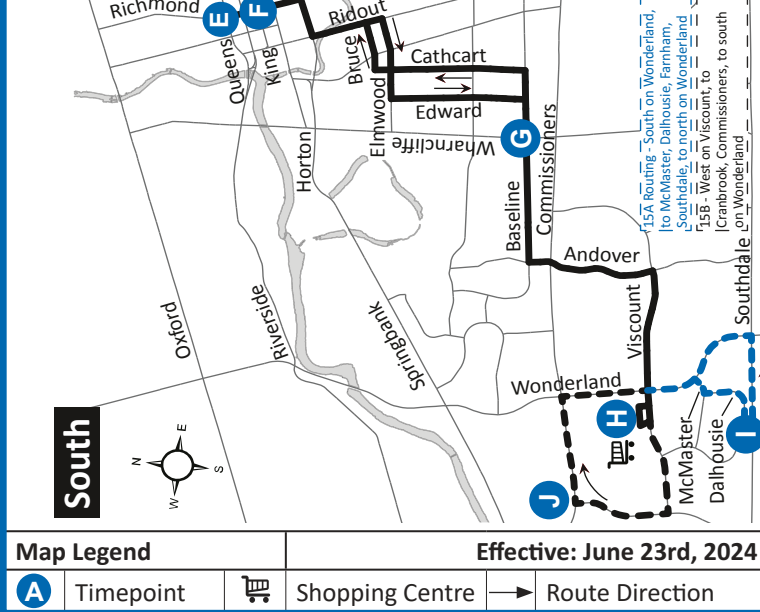 Richmond
E
F
Ridout
Queens
King
Bruce
Cathcart
Elmwood
Edward
Wharncliffe
G
Horton
Baseline
Commissioners
15A Routing - South on Wonderland,
to McMaster, Dalhousie, Farnham,
Southdale, to north on Wonderland
15B - West on Viscount, to
Cranbrook, Commissioners, to south
on Wonderland
Andover
Southdale
Oxford
Riverside
Springbank
Viscount
Wonderland
H
McMaster
Dalhousie
I
J
South
N
E
S
W
Map Legend
Effective: June 23rd, 2024
A Timepoint Shopping Centre Route Direction